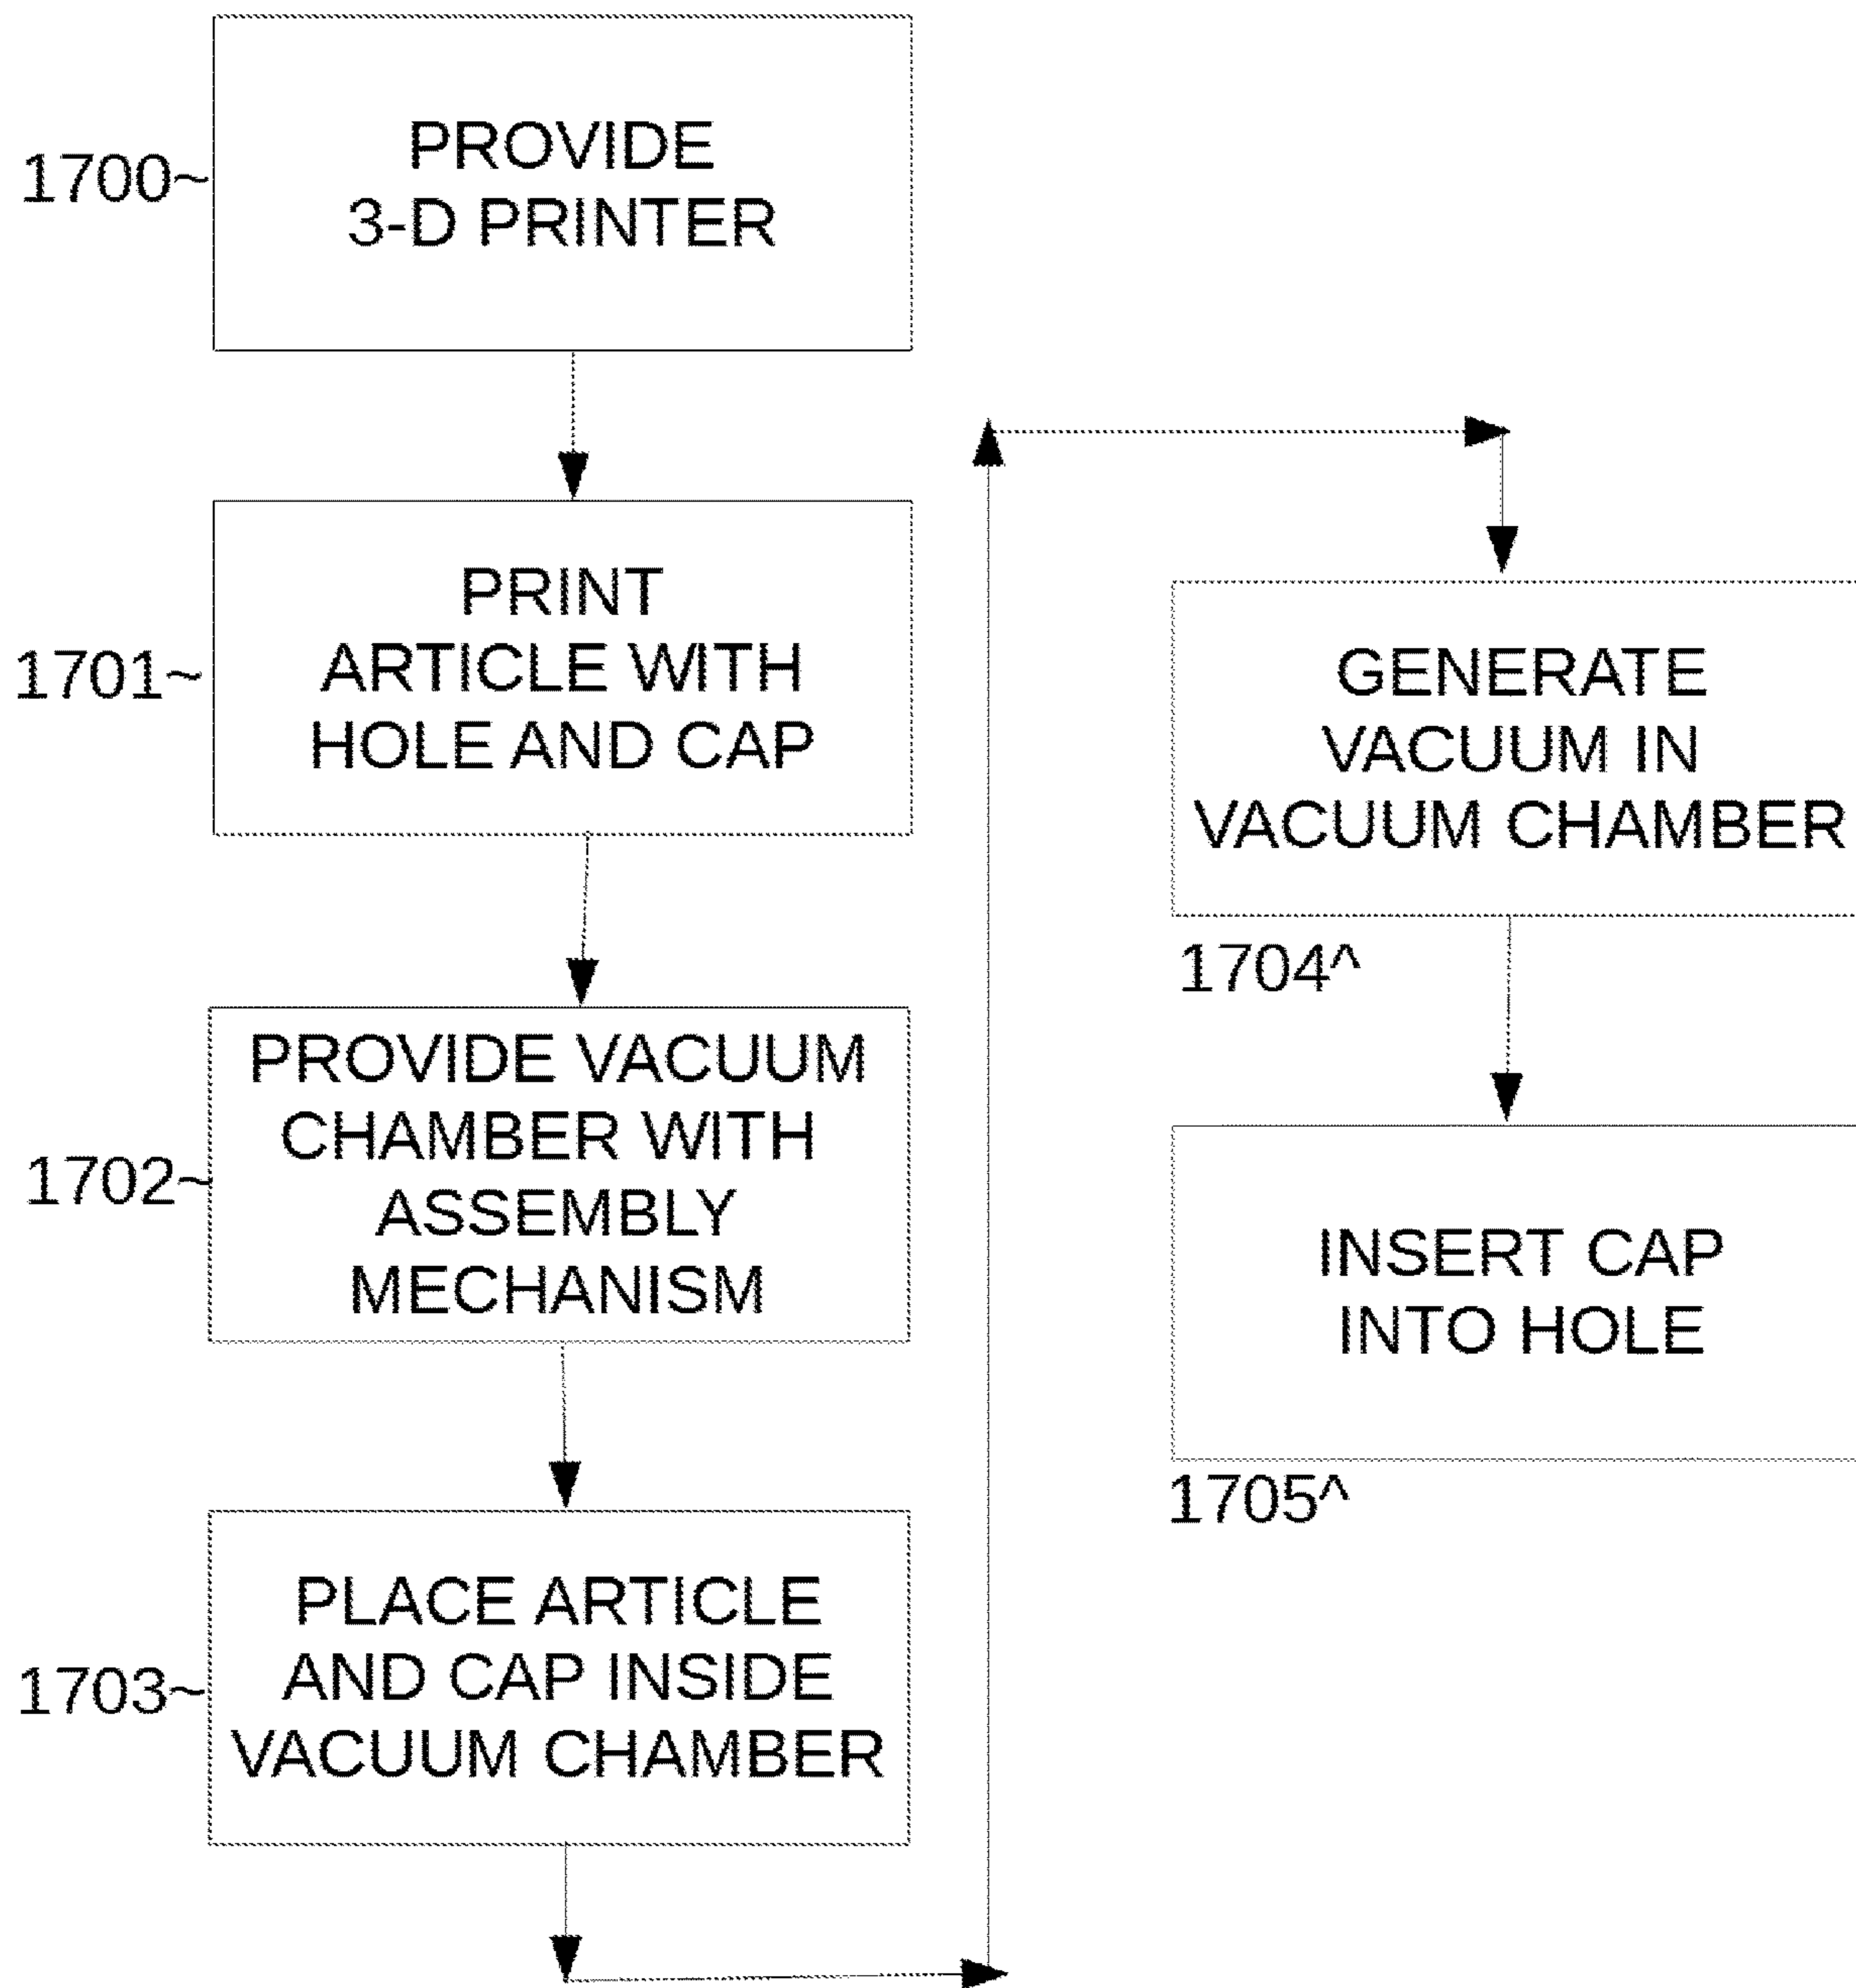 1700~
PROVIDE
3-D PRINTER
1701~
PRINT
ARTICLE WITH
HOLE AND CAP
1702~
PROVIDE VACUUM
CHAMBER WITH
ASSEMBLY
MECHANISM
1703~
PLACE ARTICLE
AND CAP INSIDE
VACUUM CHAMBER
GENERATE
VACUUM IN
VACUUM CHAMBER
1704^
INSERT CAP
INTO HOLE
1705^